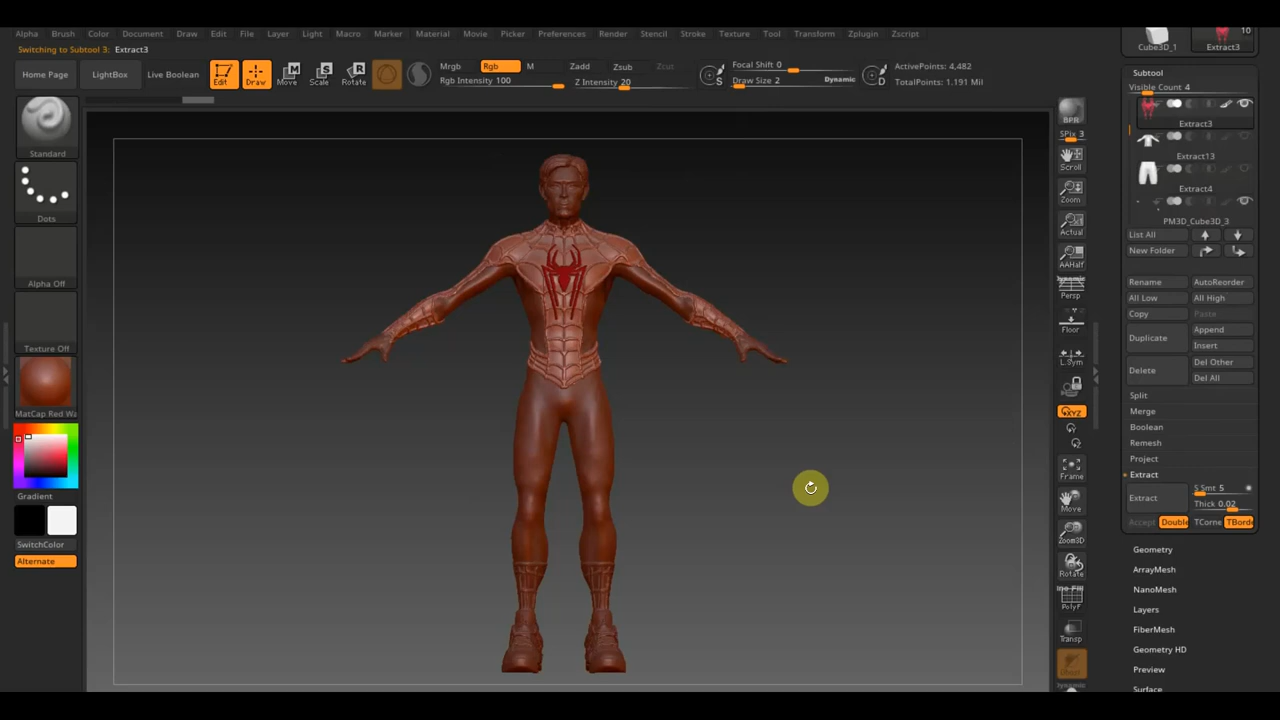 Alpha Brush Color Document Draw Edit File Layer Light Macro Marker Material Movie Picker Preferences Render Stencil Stroke Texture Tool Transform Zplugin Zscript
Switching to Subtool 3: Extract3
Home Page
LightBox
Live Boolean
Edit
Draw
Move
Scale
Rotate
Mrgb
Rgb
M
Rgb Intensity 100
Zadd
Zsub
Zcut
Z Intensity 20
S
Focal Shift 0
Draw Size 2
Dynamic
D
ActivePoints: 4,482
TotalPoints: 1.191 Mil
Standard
Dots
Alpha Off
Texture Off
MatCap Red Wa
Gradient
SwitchColor
Alternate
BPR
SPix 3
Scroll
Zoom
Actual
AAHalf
Dynamic
Persp
Floor
L.Sym
XYZ
Y
Z
Frame
Move
Zoom3D
Rotate
PolyF
Transp
Dynamic
Cube3D_1
10
Extract3
Subtool
Visible Count 4
Extract3
Extract13
Extract4
PM3D_Cube3D_3
List All
New Folder
Rename
AutoReorder
All Low
All High
Copy
Paste
Duplicate
Append
Insert
Delete
Del Other
Del All
Split
Merge
Boolean
Remesh
Project
Extract
Extract
S Smt 5
Thick 0.02
Accept
Double
TCorne
TBorde
Geometry
ArrayMesh
NanoMesh
Layers
FiberMesh
Geometry HD
Preview
Surface